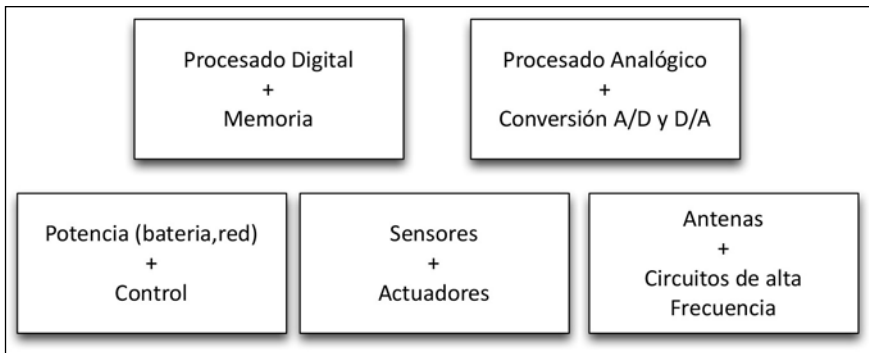 Procesado Digital
+
Memoria
Procesado Analógico
+
Conversión A/D y D/A
Potencia (bateria,red)
+
Control
Sensores
+
Actuadores
Antenas
+
Circuitos de alta
Frecuencia